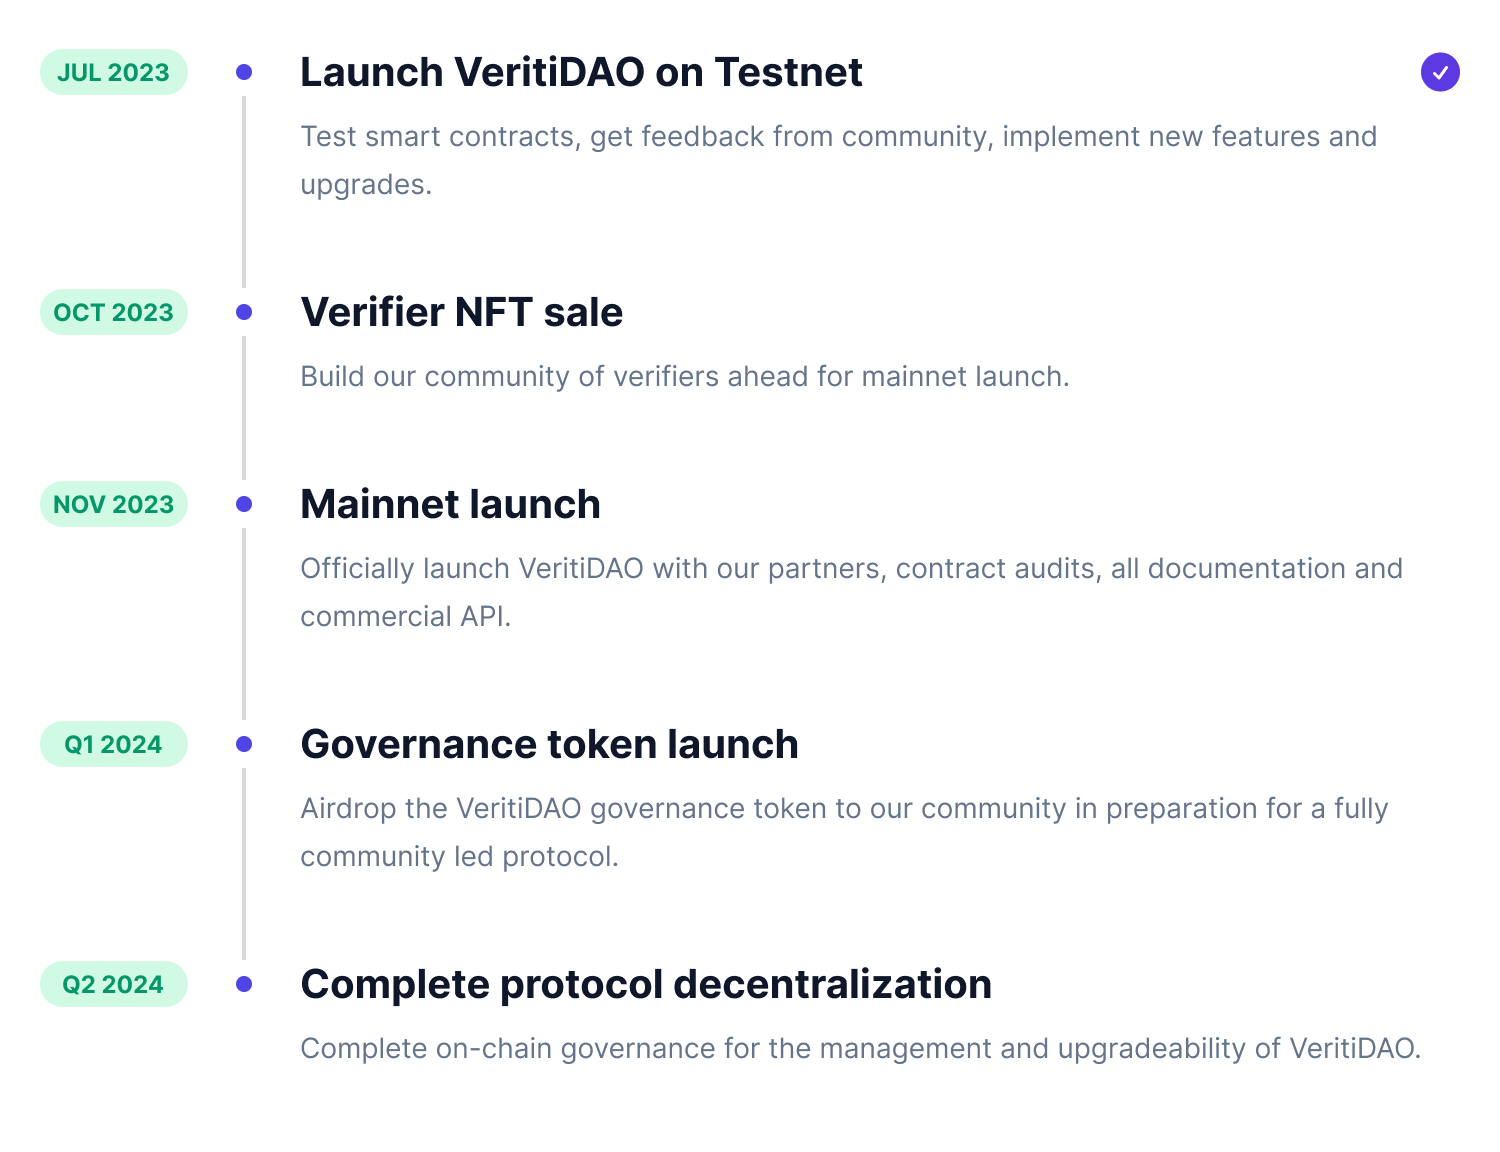 JUL 2023
Launch VeritiDAO on Testnet
Test smart contracts, get feedback from community, implement new features and
upgrades.
OCT 2023
Verifier NFT sale
Build our community of verifiers ahead for mainnet launch.
NOV 2023
Mainnet launch
Officially launch VeritiDAO with our partners, contract audits, all documentation and
commercial API.
Q1 2024
Governance token launch
Airdrop the VeritiDAO governance token to our community in preparation for a fully
community led protocol.
Q2 2024
Complete protocol decentralization
Complete on-chain governance for the management and upgradeability of VeritiDAO.